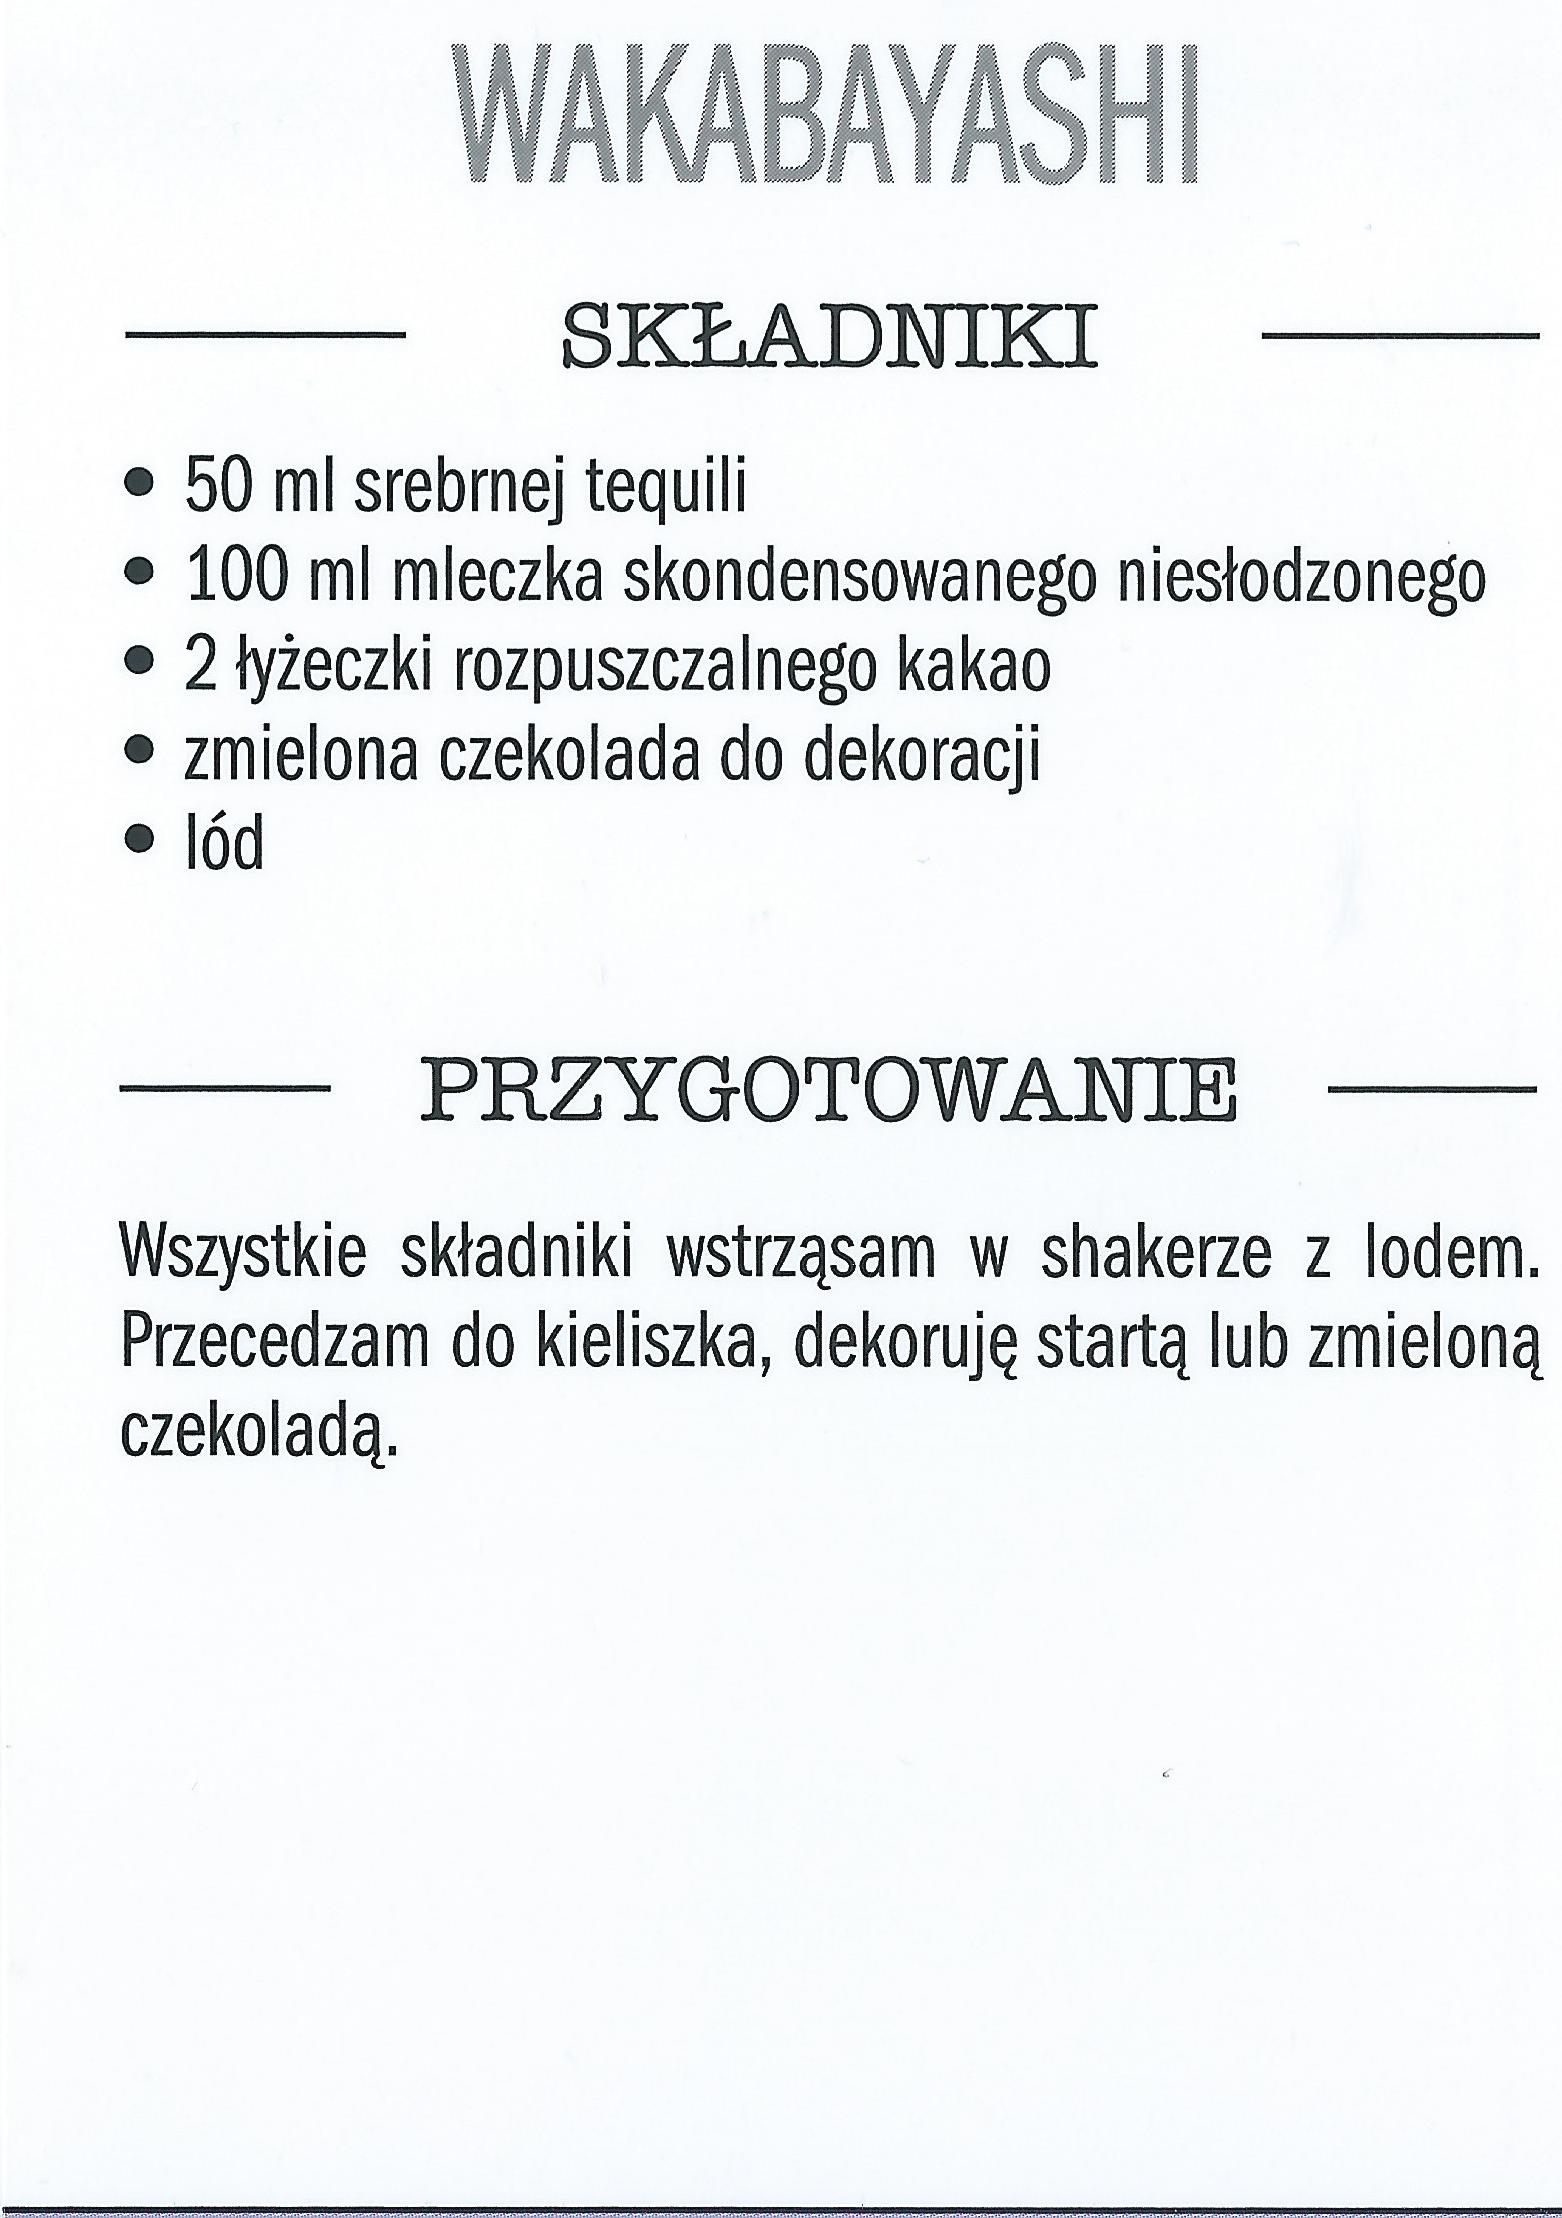 WAKABAYASHI
SKŁADNIKI
• 50 ml srebrnej tequili
• 100 ml mleczka skondensowanego niesłodzonego
• 2 łyżeczki rozpuszczalnego kakao
• zmielona czekolada do dekoracji
• lód
PRZYGOTOWANIE
Wszystkie składniki wstrząsam w shakerze z lodem.
Przecedzam do kieliszka, dekoruję startą lub zmieloną
czekoladą.